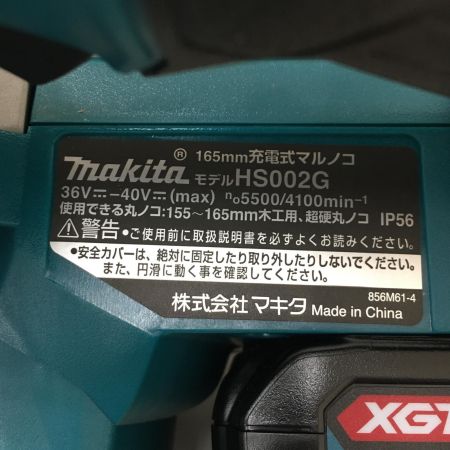 makita® 165mm充電式マルノコ
モデルHS002G
36V⎓-40V⎓(max) n₀5500/4100min⁻¹
使用できる丸ノコ:155～165mm木工用、超硬丸ノコ IP56
⚠警告•ご使用前に取扱説明書を必ずよくお読みください。
•安全カバーは、絶対に固定したり取り外したりしないでください。
また、円滑に動く事を確認してください。
株式会社マキタ Made in China 856M61-4
XGT